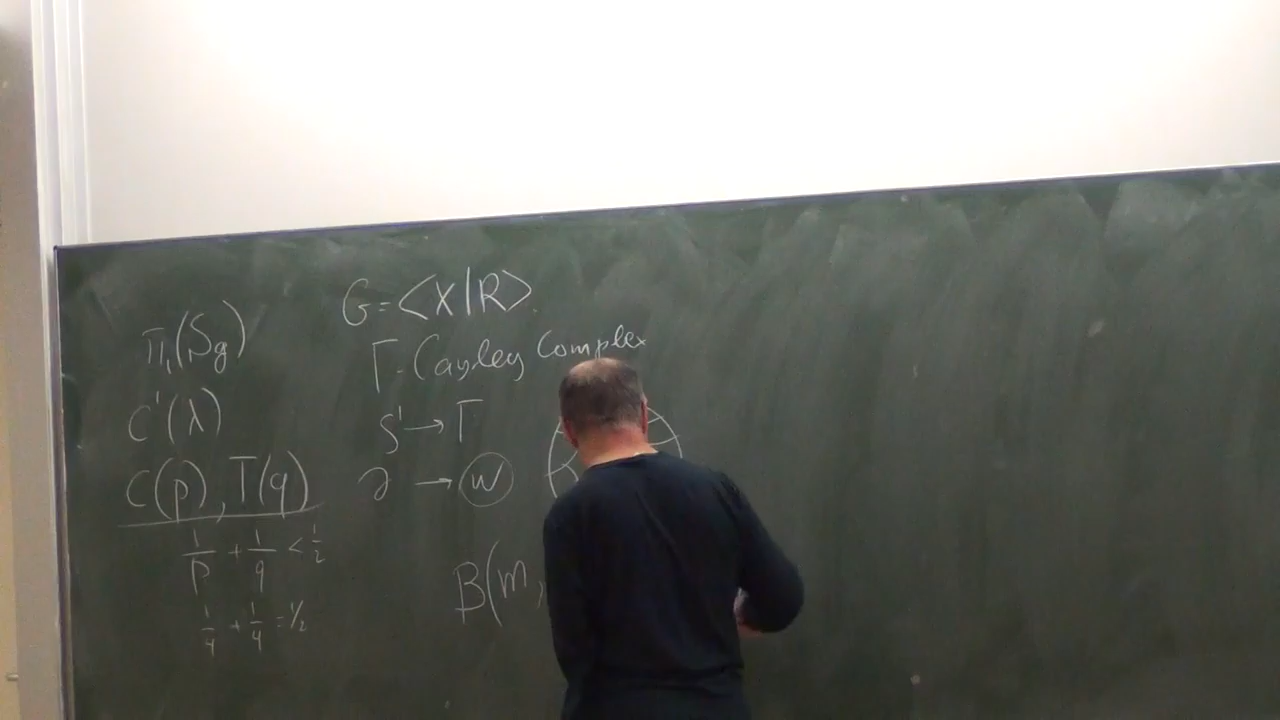 π₁(S_g)
C'(λ)
C(p), T(q)
1/p + 1/q < 1/2
1/4 + 1/4 = 1/2
G = <X|R>.
Γ - Cayley Complex
S¹ → Γ
∂ → w
B(m,